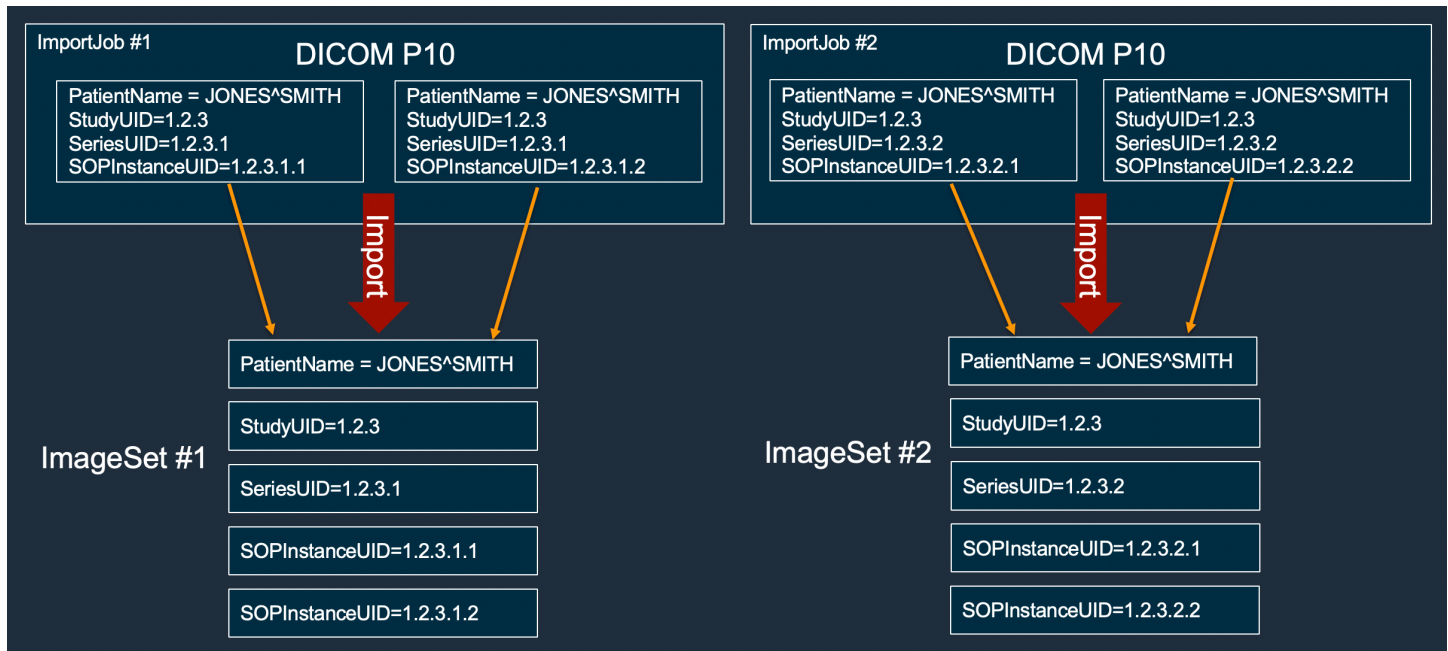 ImportJob #1
DICOM P10
PatientName = JONES^SMITH
StudyUID=1.2.3
SeriesUID=1.2.3.1
SOPInstanceUID=1.2.3.1.1
PatientName = JONES^SMITH
StudyUID=1.2.3
SeriesUID=1.2.3.1
SOPInstanceUID=1.2.3.1.2
Import
PatientName = JONES^SMITH
ImageSet #1
StudyUID=1.2.3
SeriesUID=1.2.3.1
SOPInstanceUID=1.2.3.1.1
SOPInstanceUID=1.2.3.1.2
ImportJob #2
DICOM P10
PatientName = JONES^SMITH
StudyUID=1.2.3
SeriesUID=1.2.3.2
SOPInstanceUID=1.2.3.2.1
PatientName = JONES^SMITH
StudyUID=1.2.3
SeriesUID=1.2.3.2
SOPInstanceUID=1.2.3.2.2
Import
PatientName = JONES^SMITH
ImageSet #2
StudyUID=1.2.3
SeriesUID=1.2.3.2
SOPInstanceUID=1.2.3.2.1
SOPInstanceUID=1.2.3.2.2